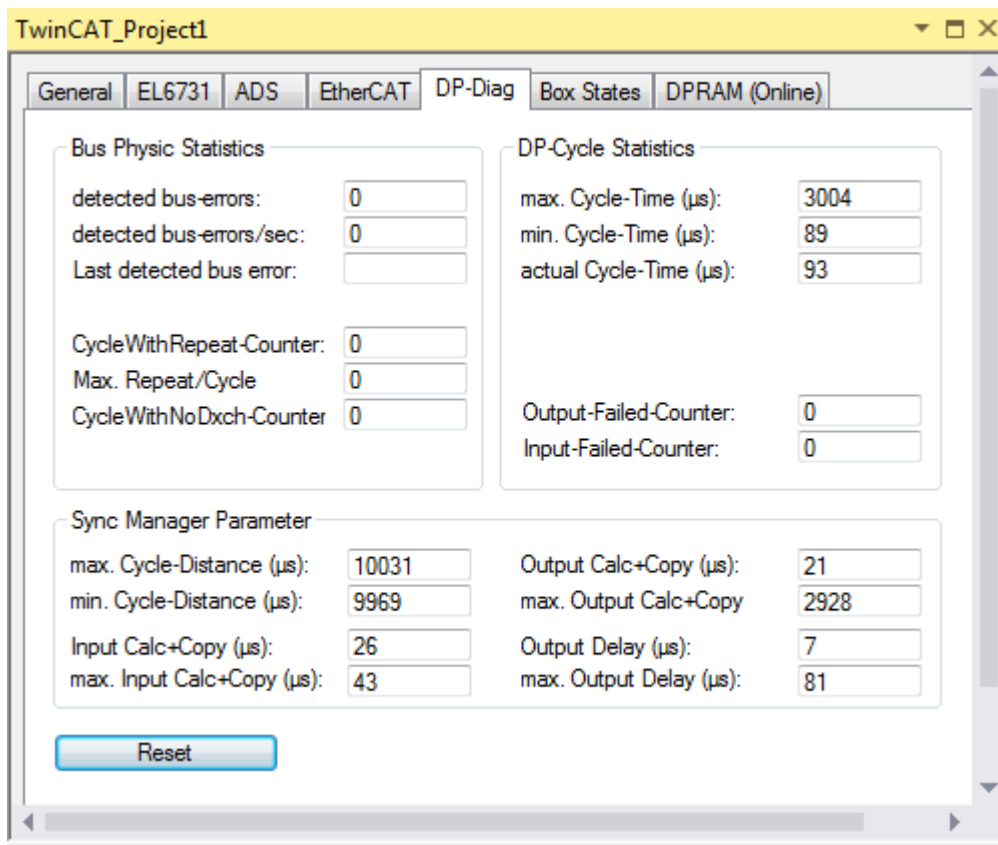 TwinCAT_Project1
General EL6731 ADS EtherCAT DP-Diag Box States DPRAM (Online)
Bus Physic Statistics
detected bus-errors: 0
detected bus-errors/sec: 0
Last detected bus error:
CycleWithRepeat-Counter: 0
Max. Repeat/Cycle 0
CycleWithNoDxch-Counter 0
DP-Cycle Statistics
max. Cycle-Time (µs): 3004
min. Cycle-Time (µs): 89
actual Cycle-Time (µs): 93
Output-Failed-Counter: 0
Input-Failed-Counter: 0
Sync Manager Parameter
max. Cycle-Distance (µs): 10031
min. Cycle-Distance (µs): 9969
Input Calc+Copy (µs): 26
max. Input Calc+Copy (µs): 43
Output Calc+Copy (µs): 21
max. Output Calc+Copy 2928
Output Delay (µs): 7
max. Output Delay (µs): 81
Reset